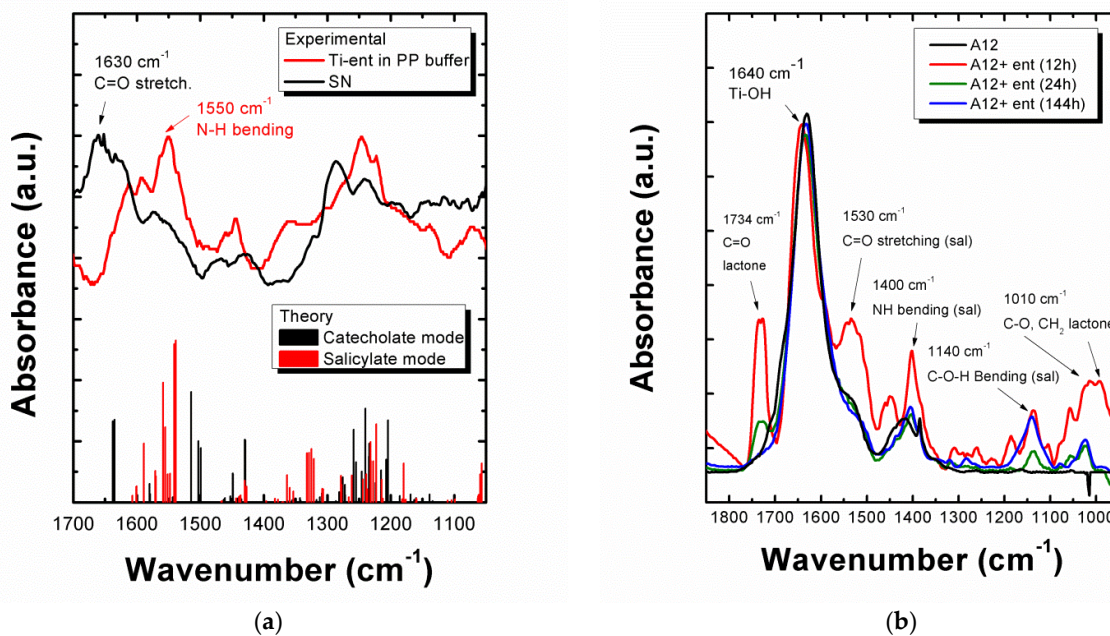 Experimental
Ti-ent in PP buffer
SN
1630 cm⁻¹
C=O stretch.
1550 cm⁻¹
N-H bending
Theory
Catecholate mode
Salicylate mode
Absorbance (a.u.)
1700 1600 1500 1400 1300 1200 1100
Wavenumber (cm⁻¹)
(a)
A12
A12+ ent (12h)
A12+ ent (24h)
A12+ ent (144h)
1640 cm⁻¹
Ti-OH
1734 cm⁻¹
C=O
lactone
1530 cm⁻¹
C=O stretching (sal)
1400 cm⁻¹
NH bending (sal)
1010 cm⁻¹
C-O, CH₂ lactone
1140 cm⁻¹
C-O-H Bending (sal)
Absorbance (a.u.)
1800 1700 1600 1500 1400 1300 1200 1100 1000
Wavenumber (cm⁻¹)
(b)